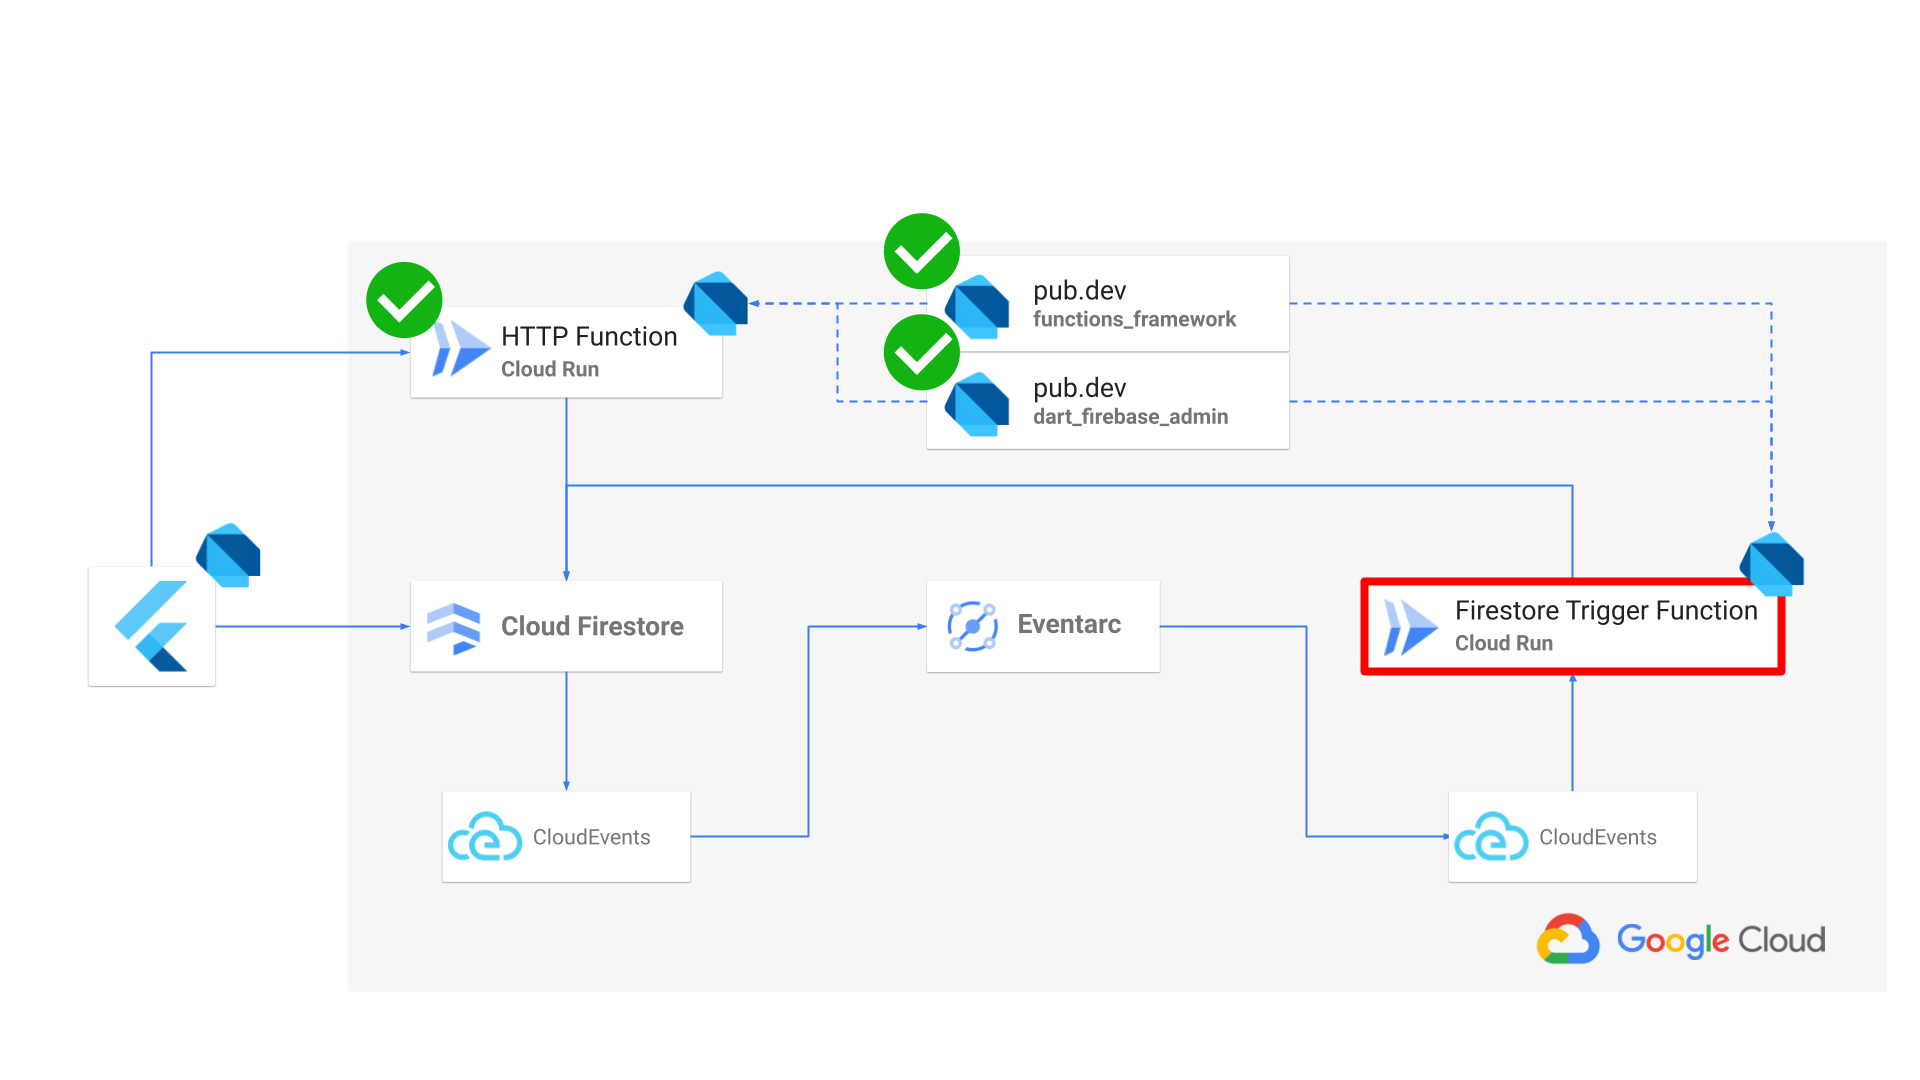 pub.dev
functions_framework
HTTP Function
Cloud Run
pub.dev
dart_firebase_admin
Cloud Firestore
Eventarc
Firestore Trigger Function
Cloud Run
CloudEvents
CloudEvents
Google Cloud